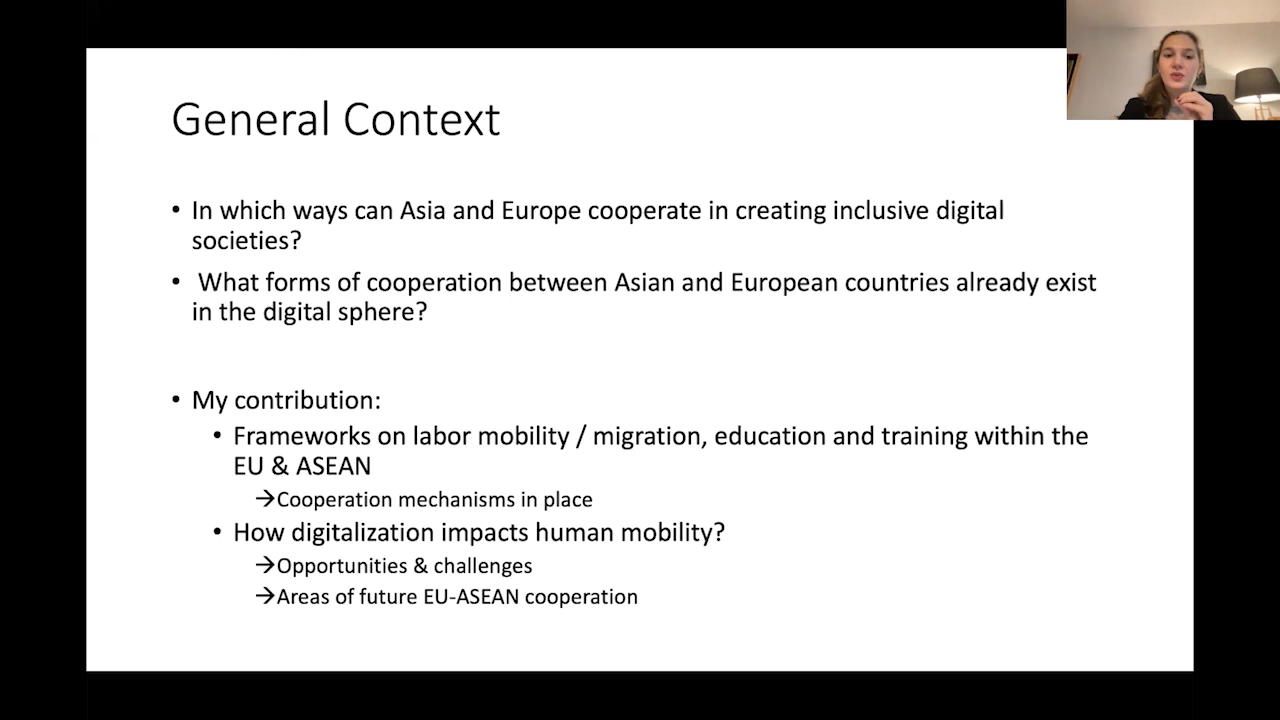 General Context
• In which ways can Asia and Europe cooperate in creating inclusive digital
societies?
• What forms of cooperation between Asian and European countries already exist
in the digital sphere?
• My contribution:
• Frameworks on labor mobility / migration, education and training within the
EU & ASEAN
→Cooperation mechanisms in place
• How digitalization impacts human mobility?
→Opportunities & challenges
→Areas of future EU-ASEAN cooperation